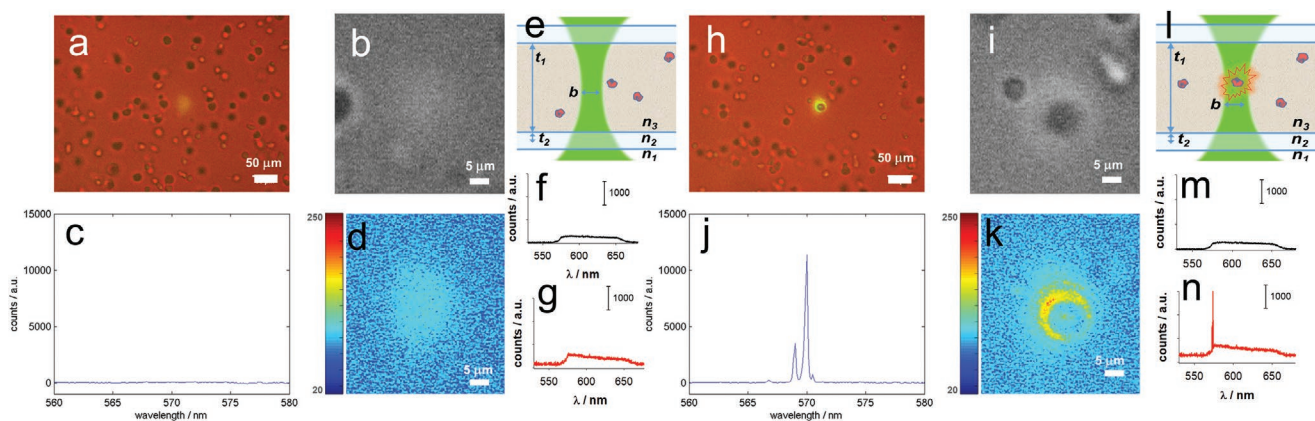 a
50 μm
b
5 μm
e
t1
b
n3
t2
n2
n1
h
50 μm
i
5 μm
l
t1
b
n3
t2
n2
n1
c
15000
10000
5000
0
counts / a.u.
560
565
570
575
580
wavelength / nm
d
250
20
5 μm
f
1000
counts / a.u.
600
650
λ / nm
g
1000
counts / a.u.
550
600
650
λ / nm
j
15000
10000
5000
0
counts / a.u.
560
565
570
575
580
wavelength / nm
k
250
20
5 μm
m
1000
counts / a.u.
550
600
650
λ / nm
n
1000
counts / a.u.
550
600
650
λ / nm